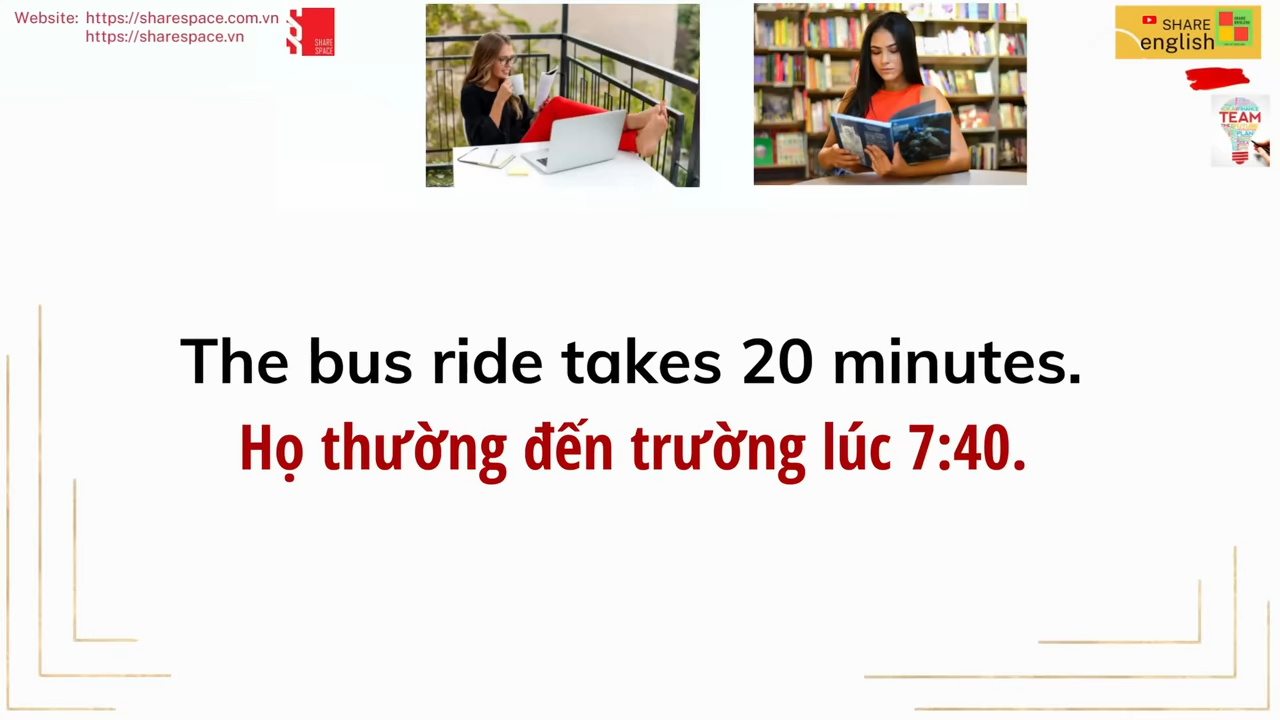 Website: https://sharespace.com.vn
https://sharespace.vn
SHARE
SPACE
SHARE
english
TEAM
PLAN
The bus ride takes 20 minutes.
Họ thường đến trường lúc 7:40.